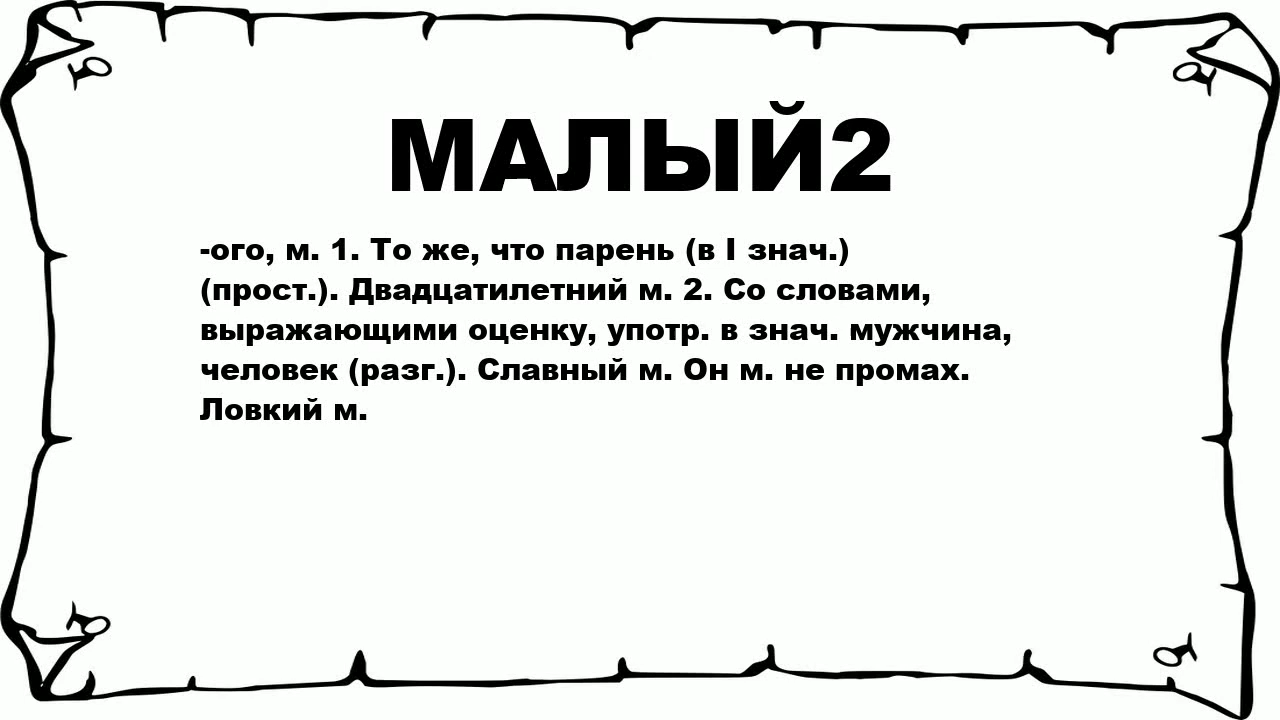 МАЛЫЙ2
-ого, м. 1. То же, что парень (в I знач.)
(прост.). Двадцатилетний м. 2. Со словами,
выражающими оценку, употр. в знач. мужчина,
человек (разг.). Славный м. Он м. не промах.
Ловкий м.